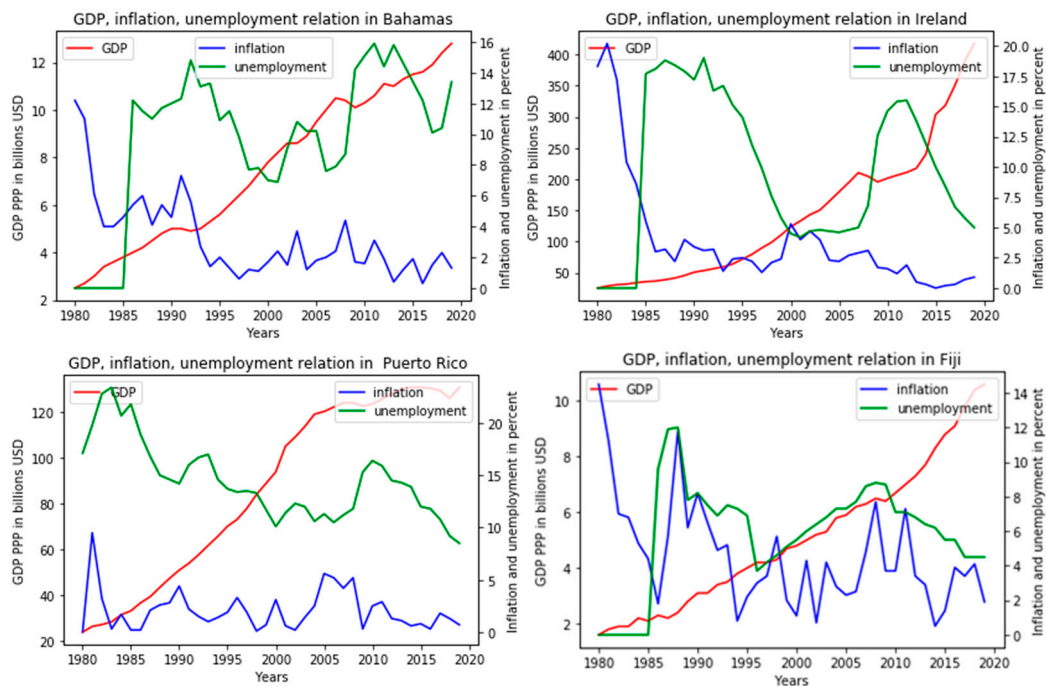 GDP, inflation, unemployment relation in Bahamas
GDP
inflation
unemployment
GDP PPP in billions USD
12
10
8
6
4
2
Inflation and unemployment in percent
16
14
12
10
8
6
4
2
0
1980 1985 1990 1995 2000 2005 2010 2015 2020
Years
GDP, inflation, unemployment relation in Ireland
GDP
inflation
unemployment
GDP PPP in billions USD
400
350
300
250
200
150
100
50
Inflation and unemployment in percent
20.0
17.5
15.0
12.5
10.0
7.5
5.0
2.5
0.0
1980 1985 1990 1995 2000 2005 2010 2015 2020
Years
GDP, inflation, unemployment relation in  Puerto Rico
GDP
inflation
unemployment
GDP PPP in billions USD
120
100
80
60
40
20
Inflation and unemployment in percent
20
15
10
5
0
1980 1985 1990 1995 2000 2005 2010 2015 2020
Years
GDP, inflation, unemployment relation in Fiji
GDP
inflation
unemployment
GDP PPP in billions USD
10
8
6
4
2
Inflation and unemployment in percent
14
12
10
8
6
4
2
0
1980 1985 1990 1995 2000 2005 2010 2015 2020
Years